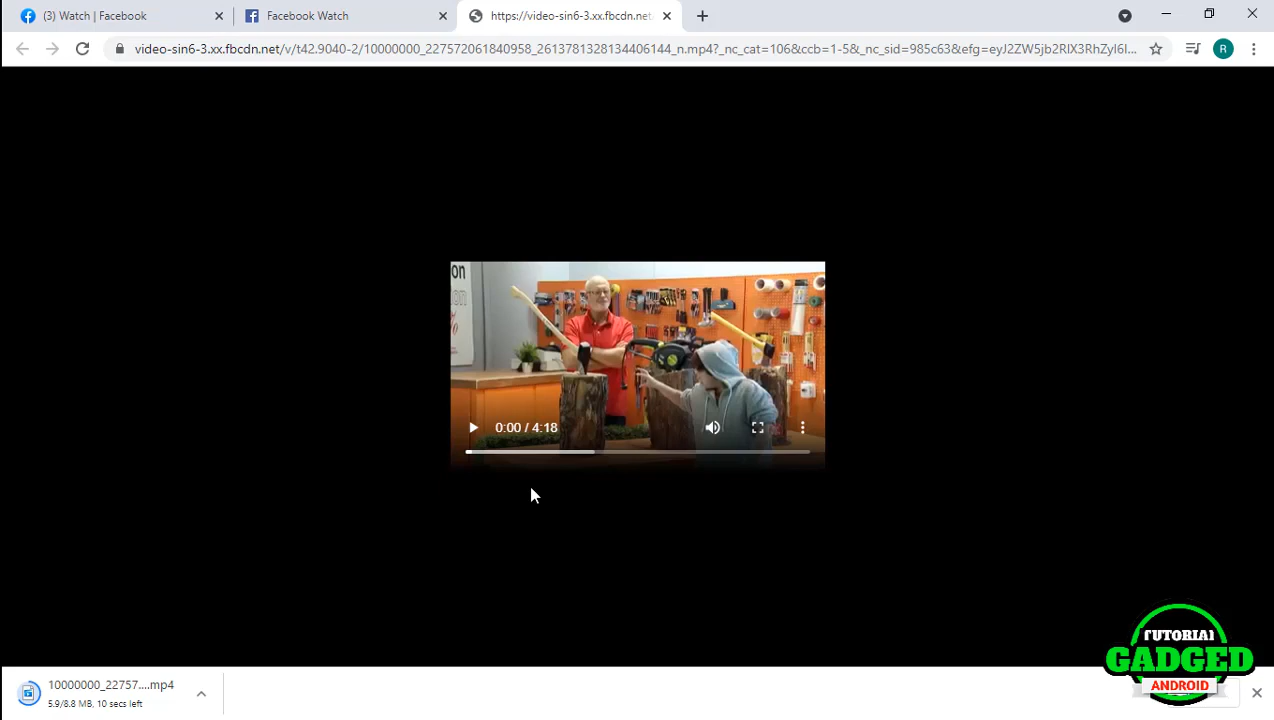 (3) Watch | Facebook
Facebook Watch
https://video-sin6-3.xx.fbcdn.net
video-sin6-3.xx.fbcdn.net/v/t42.9040-2/10000000_227572061840958_2613781328134406144_n.mp4?_nc_cat=106&ccb=1-5&_nc_sid=985c63&efg=eyJ2ZW5jb2RlX3RhZyI6I...
R
on
0:00 / 4:18
10000000_22757....mp4
5.9/8.8 MB, 10 secs left
TUTORIAL
GADGED
ANDROID